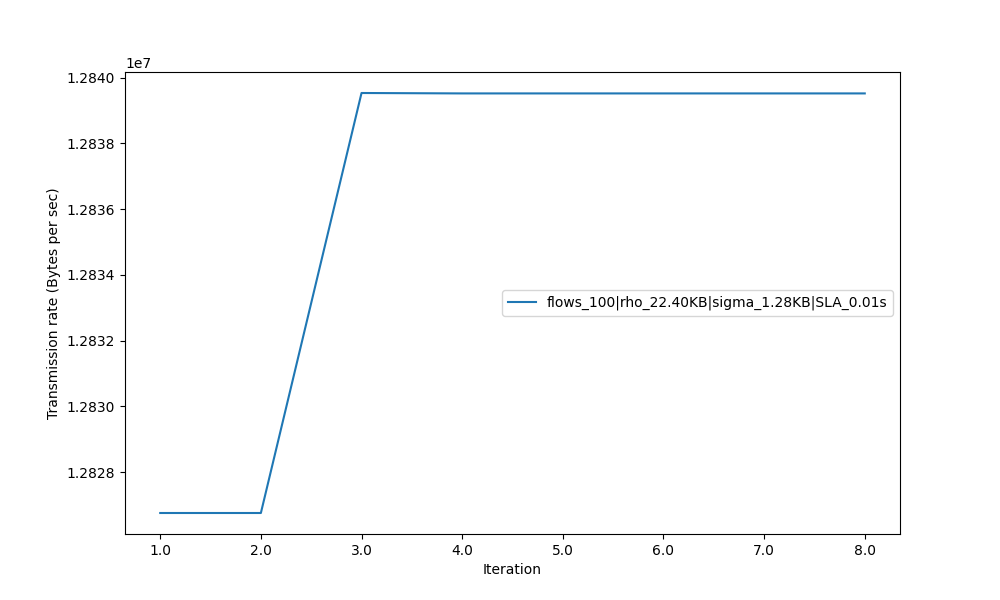 1e7
1.2840
1.2838
1.2836
1.2834
1.2832
1.2830
1.2828
Transmission rate (Bytes per sec)
flows_100|rho_22.40KB|sigma_1.28KB|SLA_0.01s
1.0 2.0 3.0 4.0 5.0 6.0 7.0 8.0
Iteration